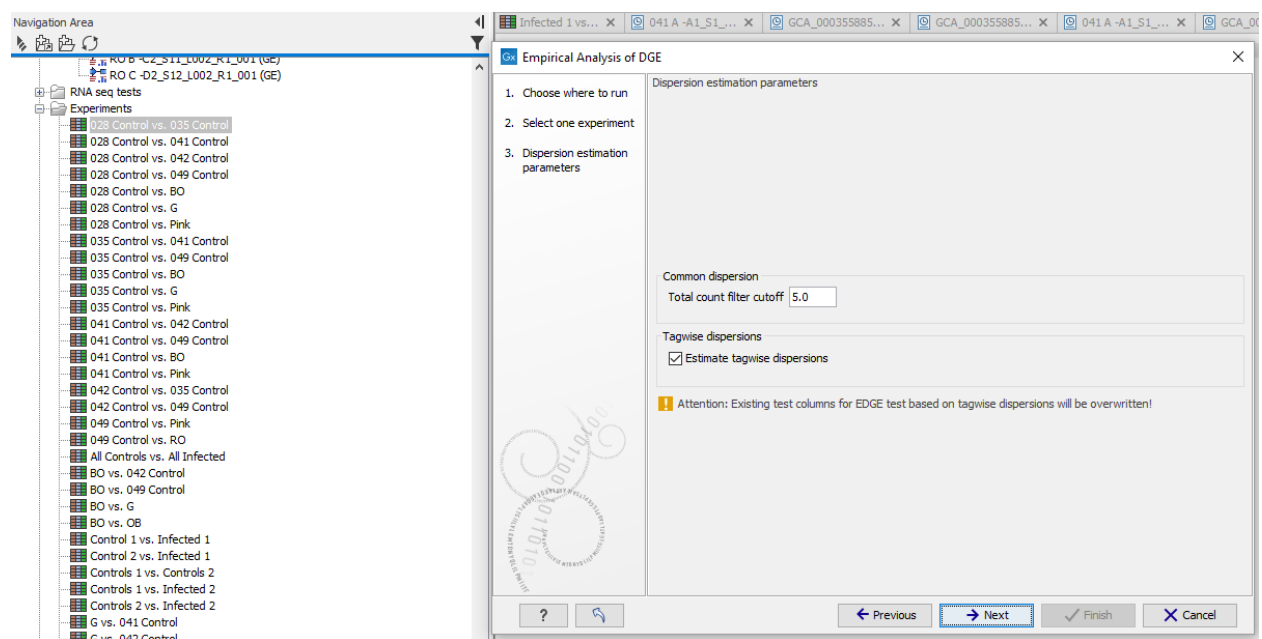 Navigation Area
RO B -C2_S11_L002_R1_001 (GE)
RO C -D2_S12_L002_R1_001 (GE)
RNA seq tests
Experiments
028 Control vs. 035 Control
028 Control vs. 041 Control
028 Control vs. 042 Control
028 Control vs. 049 Control
028 Control vs. BO
028 Control vs. G
028 Control vs. Pink
035 Control vs. 041 Control
035 Control vs. 049 Control
035 Control vs. BO
035 Control vs. G
035 Control vs. Pink
041 Control vs. 042 Control
041 Control vs. 049 Control
041 Control vs. BO
041 Control vs. Pink
042 Control vs. 035 Control
042 Control vs. 049 Control
049 Control vs. Pink
049 Control vs. RO
All Controls vs. All Infected
BO vs. 042 Control
BO vs. 049 Control
BO vs. G
BO vs. OB
Control 1 vs. Infected 1
Control 2 vs. Infected 1
Controls 1 vs. Controls 2
Controls 1 vs. Infected 2
Controls 2 vs. Infected 2
G vs. 041 Control
G vs. 042 Control
Infected 1 vs...
041 A -A1_S1_...
GCA_000355885...
GCA_000355885...
041 A -A1_S1_...
GCA_00
Gx Empirical Analysis of DGE
1. Choose where to run
2. Select one experiment
3. Dispersion estimation
parameters
Dispersion estimation parameters
Common dispersion
Total count filter cutoff 5.0
Tagwise dispersions
Estimate tagwise dispersions
Attention: Existing test columns for EDGE test based on tagwise dispersions will be overwritten!
? Previous Next Finish Cancel